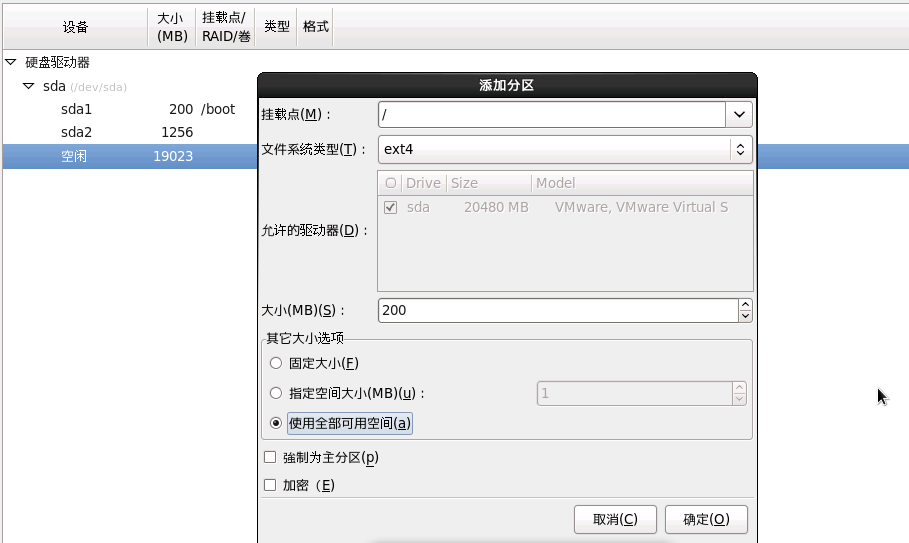 设备
大小
(MB)
挂载点/
RAID/卷
类型
格式
硬盘驱动器
sda (/dev/sda)
sda1 200 /boot
sda2 1256
空闲 19023
添加分区
挂载点(M)： /
文件系统类型(T)： ext4
Drive Size Model
sda 20480 MB VMware, VMware Virtual S
允许的驱动器(D)：
大小(MB)(S)： 200
其它大小选项
固定大小(F)
指定空间大小(MB)(u)： 1
使用全部可用空间(a)
強制为主分区(p)
加密（E)
取消(C) 确定(O)